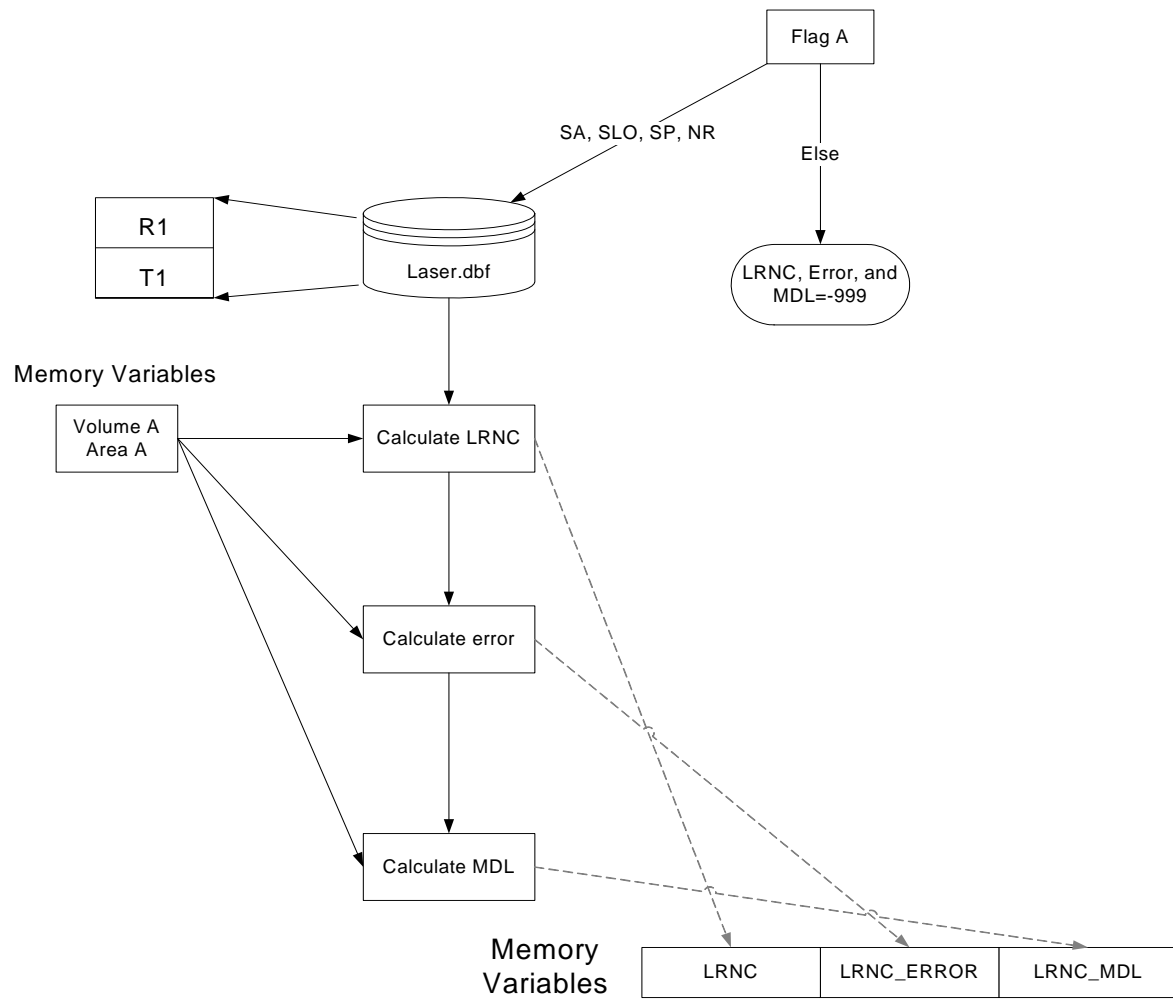 Flag A
SA, SLO, SP, NR
Else
R1
T1
Laser.dbf
LRNC, Error, and
MDL=-999
Memory Variables
Volume A
Area A
Calculate LRNC
Calculate error
Calculate MDL
Memory
Variables
LRNC
LRNC_ERROR
LRNC_MDL